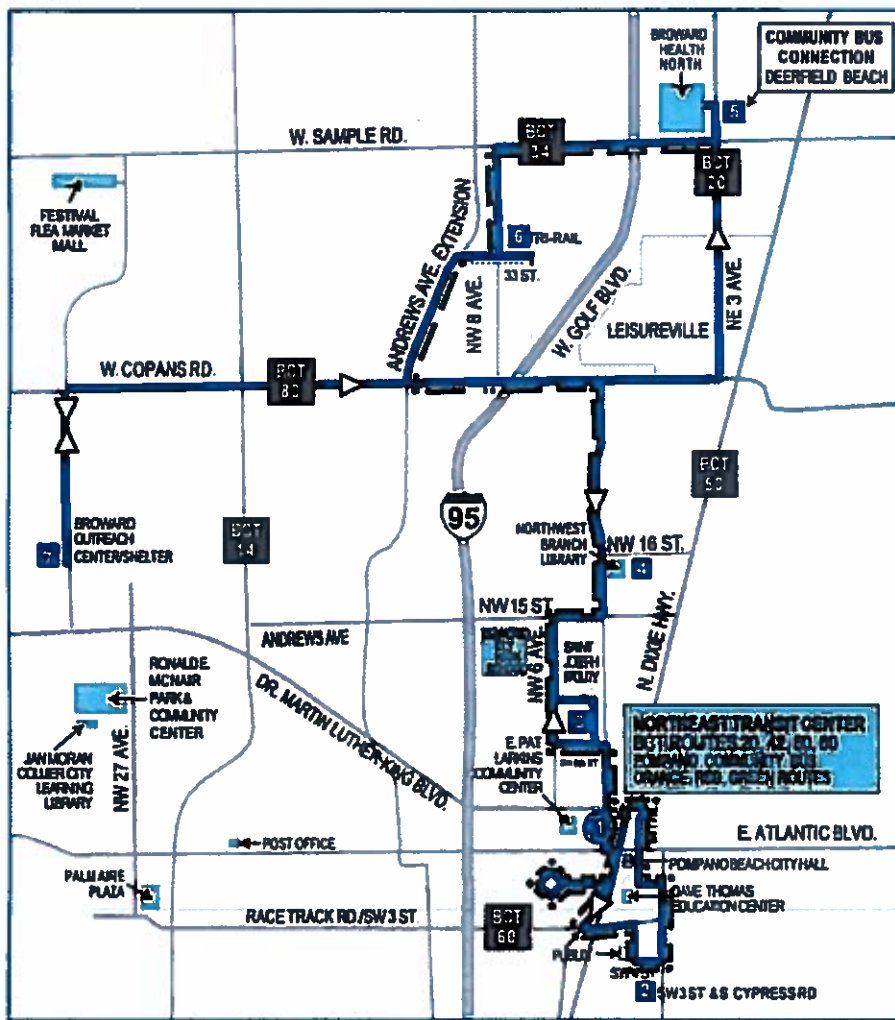 BROWARD
HEALTH
NORTH
COMMUNITY BUS
CONNECTION
DEERFIELD BEACH
5
W. SAMPLE RD.
BCT
34
BCT
20
FESTIVAL
FLEA MARKET
MALL
ANDREWS AVE. EXTENSION
6
TRI-RAIL
33 ST.
NW 8 AVE.
W. GOLF BLVD.
LEISUREVILLE
NE 3 AVE.
W. COPANS RD.
BCT
BCT
95
NORTHWEST
BRANCH
LIBRARY
NW 16 ST.
4
BROWARD
OUTREACH
CENTER/SHELTER
7
BCT
14
NW 15 ST.
ANDREWS AVE
NW 6 AVE.
SAINT
JOSEPH
N. DIXIE HWY.
RONALD E.
MCNAIR
PARK &
COMMUNITY
CENTER
DR. MARTIN LUTHER KING BLVD.
3
JAN MORAN
COLLIER CITY
LEARNING
LIBRARY
NW 27 AVE.
E. PAT
LARKINS
COMMUNITY
CENTER
NORTHEAST TRANSIT CENTER
BCT: ROUTES 20, 42, 50, 60
POMPANO COMMUNITY BUS
ORANGE, RED, GREEN ROUTES
1
POST OFFICE
E. ATLANTIC BLVD.
POMPANO BEACH CITY HALL
PALM AIRE
PLAZA
DAVE THOMAS
EDUCATION CENTER
RACE TRACK RD./SW 3 ST.
BCT
60
PUBLIX
2
SW 3 ST & S CYPRESS RD